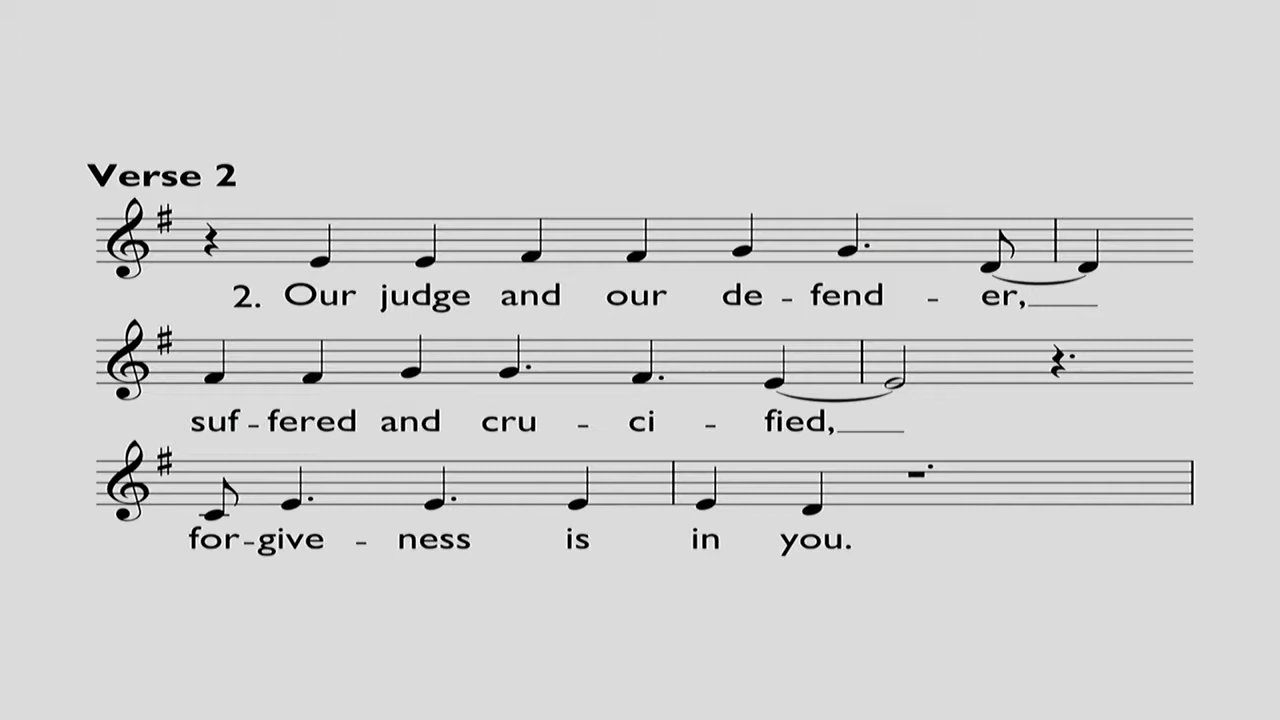 Verse 2
2. Our judge and our de - fend - er,
suf - fered and cru - ci - fied,
for - give - ness is in you.